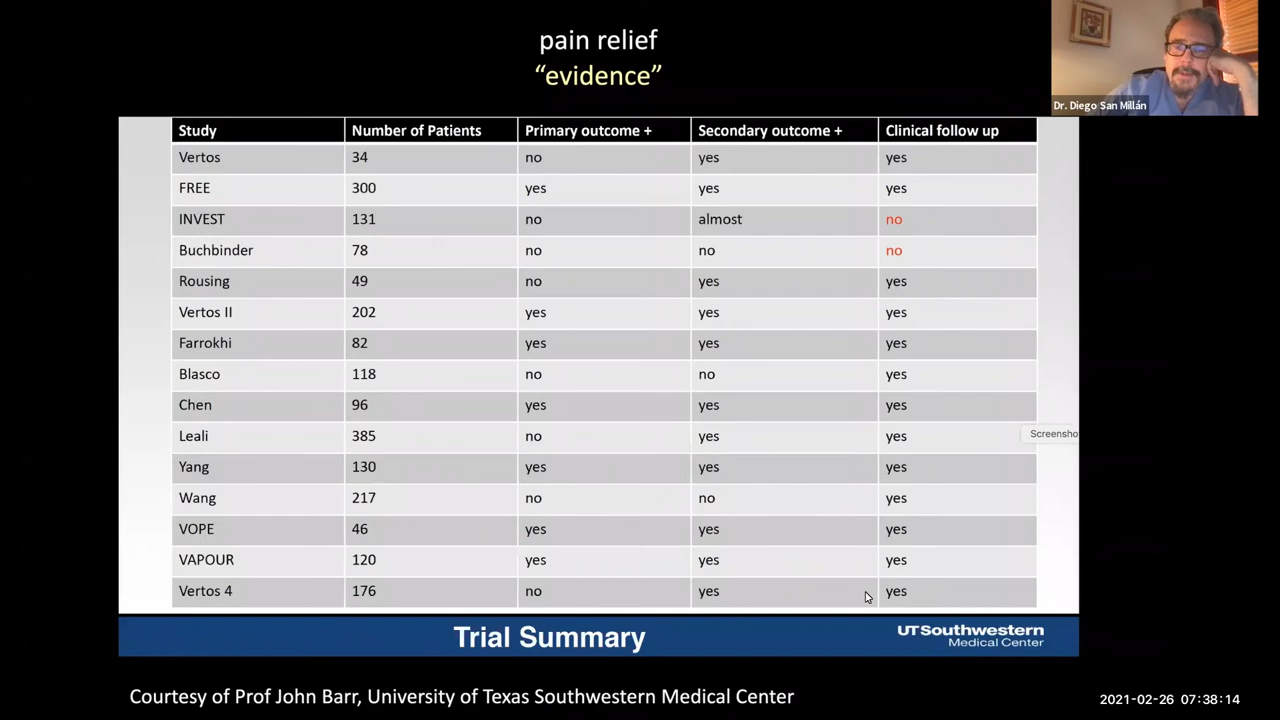 pain relief
“evidence”
Dr. Diego San Millán
Study Number of Patients Primary outcome + Secondary outcome + Clinical follow up
Vertos 34 no yes yes
FREE 300 yes yes yes
INVEST 131 no almost no
Buchbinder 78 no no no
Rousing 49 no yes yes
Vertos II 202 yes yes yes
Farrokhi 82 yes yes yes
Blasco 118 no no yes
Chen 96 yes yes yes
Leali 385 no yes yes
Screensho
Yang 130 yes yes yes
Wang 217 no no yes
VOPE 46 yes yes yes
VAPOUR 120 yes yes yes
Vertos 4 176 no yes yes
Trial Summary
UTSouthwestern
Medical Center
Courtesy of Prof John Barr, University of Texas Southwestern Medical Center
2021-02-26 07:38:14